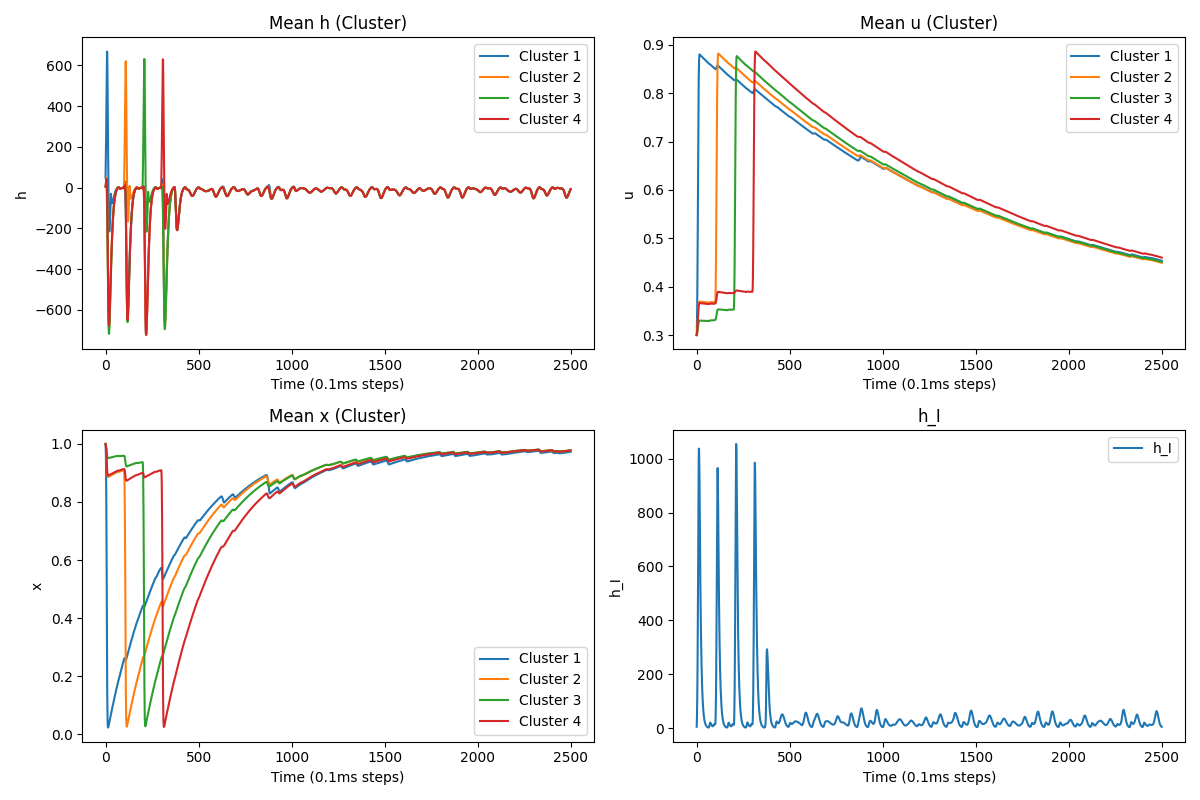 Mean h (Cluster)
h
600
400
200
0
−200
−400
−600
0
500
1000
1500
2000
2500
Time (0.1ms steps)
Cluster 1
Cluster 2
Cluster 3
Cluster 4
Mean u (Cluster)
u
0.9
0.8
0.7
0.6
0.5
0.4
0.3
0
500
1000
1500
2000
2500
Time (0.1ms steps)
Cluster 1
Cluster 2
Cluster 3
Cluster 4
Mean x (Cluster)
x
1.0
0.8
0.6
0.4
0.2
0.0
0
500
1000
1500
2000
2500
Time (0.1ms steps)
Cluster 1
Cluster 2
Cluster 3
Cluster 4
h_I
h_I
1000
800
600
400
200
0
0
500
1000
1500
2000
2500
Time (0.1ms steps)
h_I